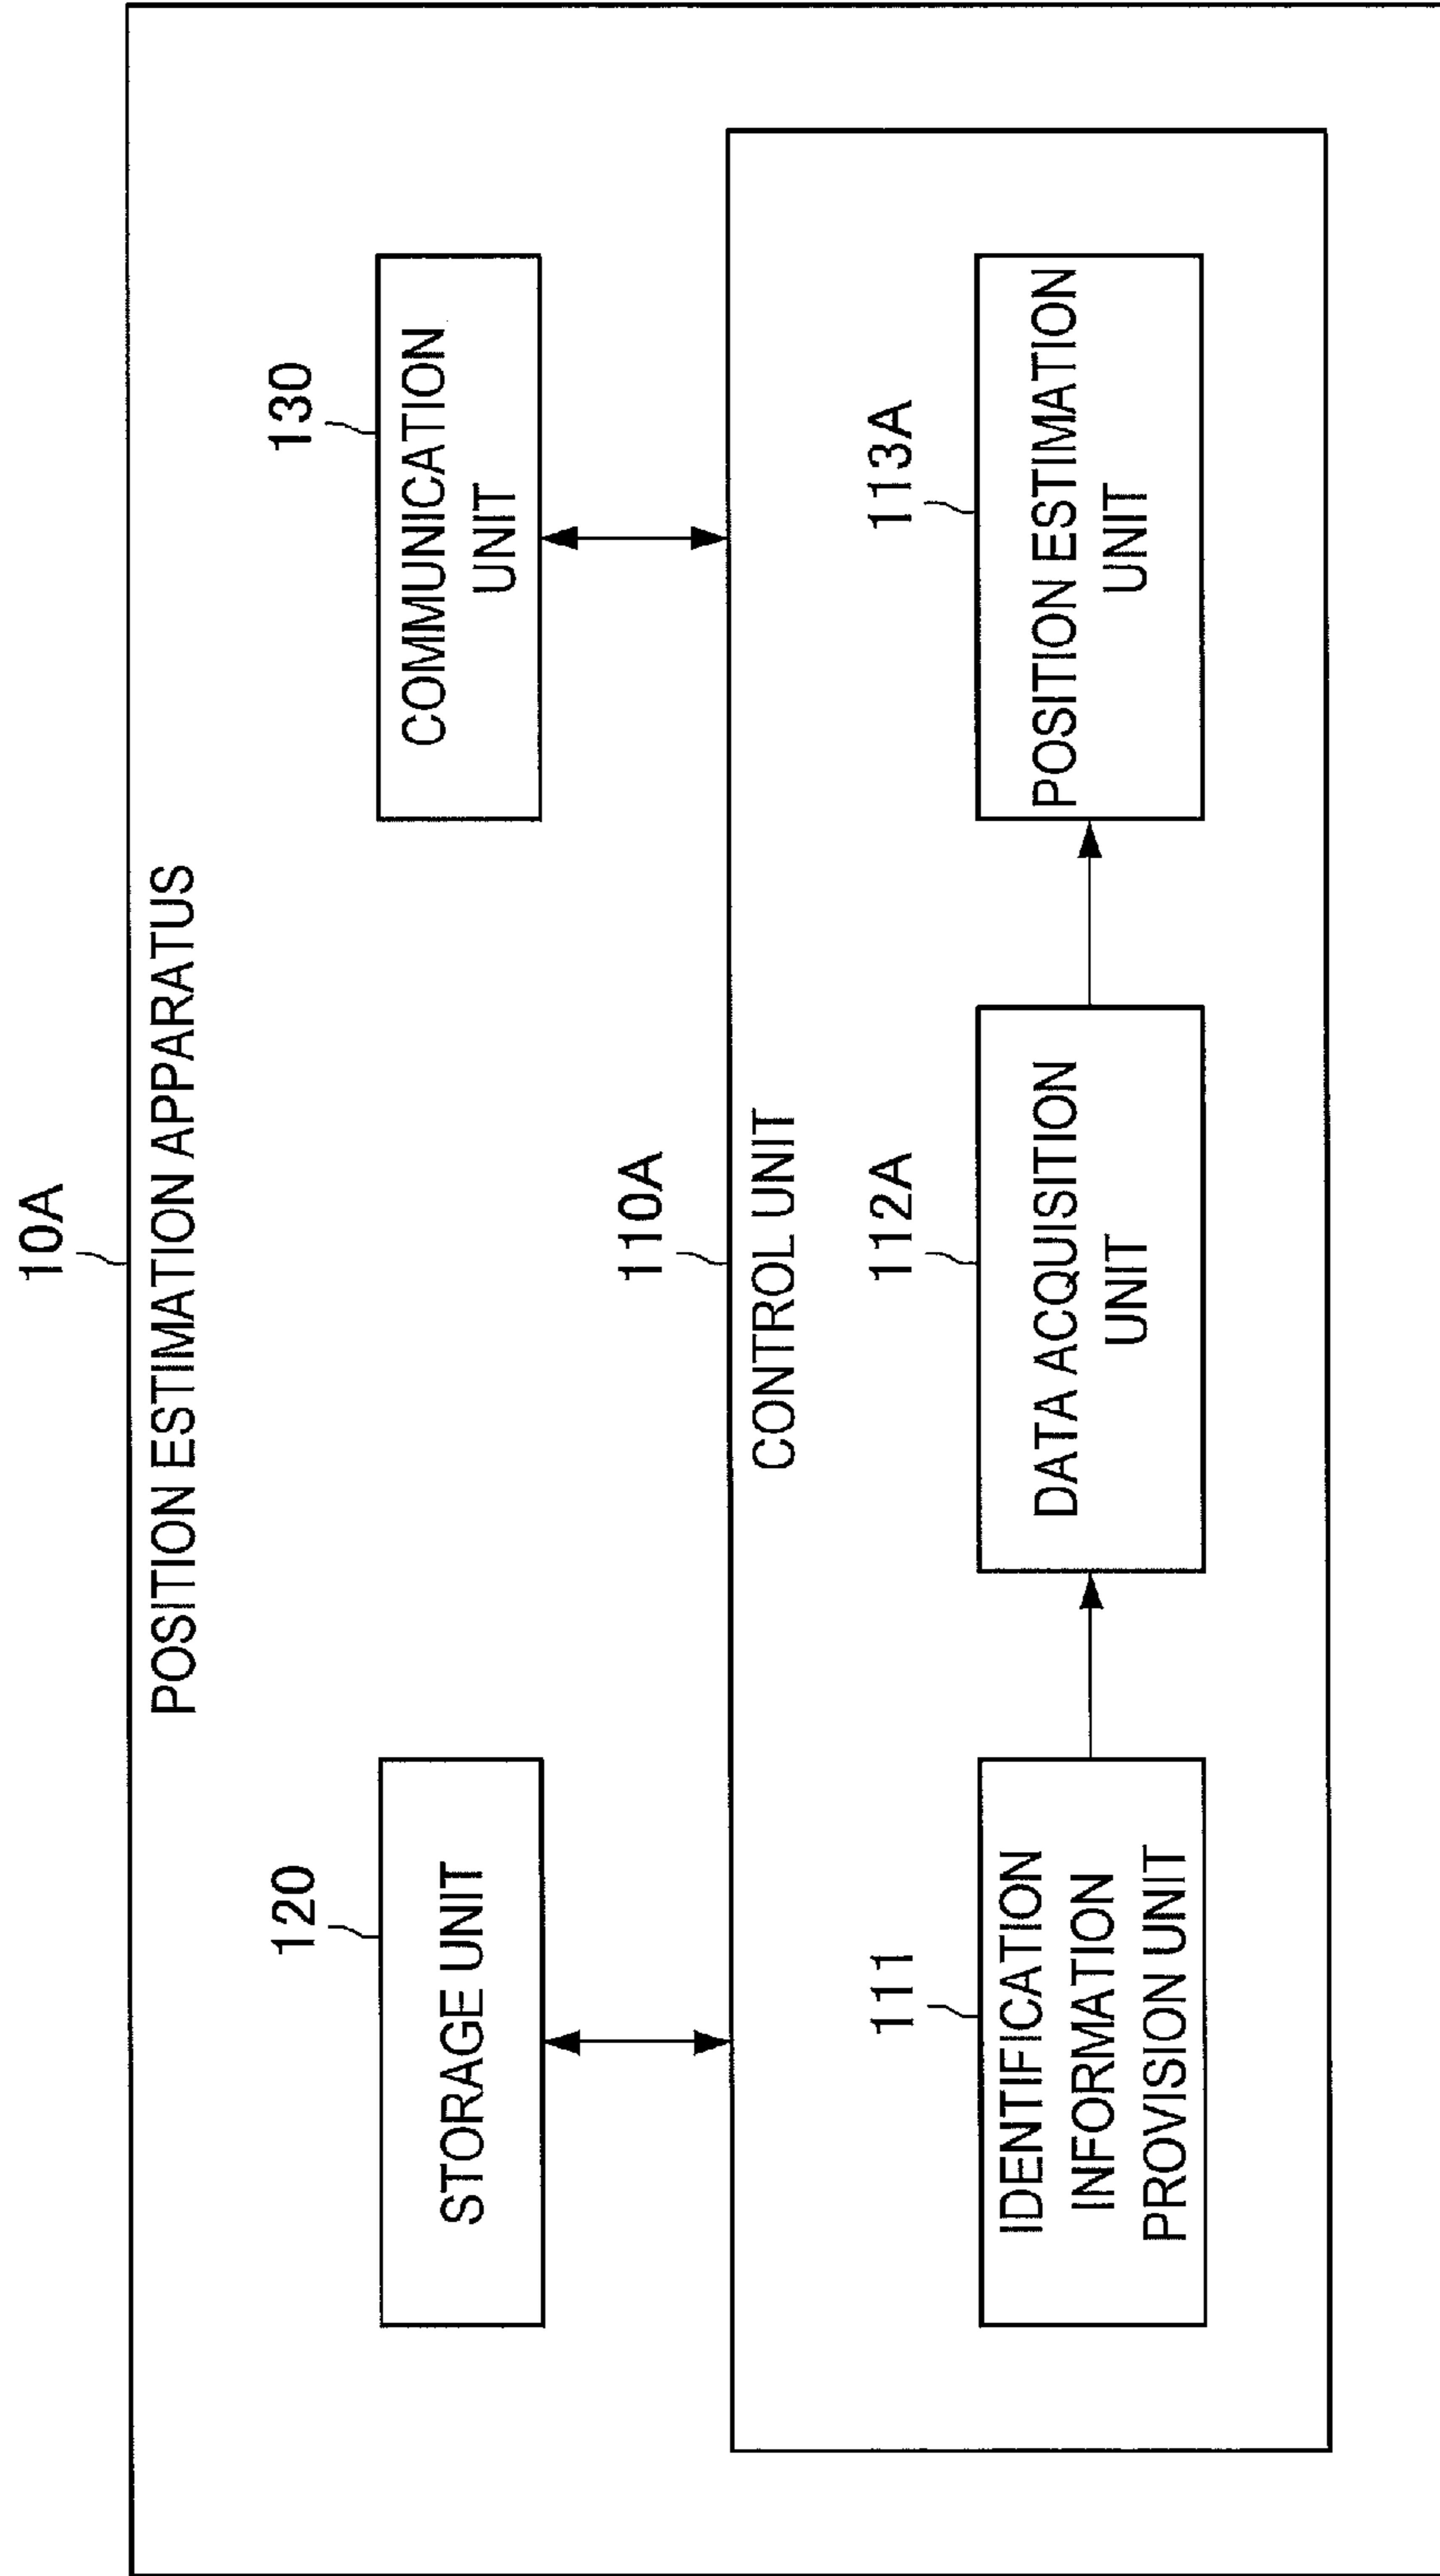 10A
POSITION ESTIMATION APPARATUS
120
STORAGE UNIT
130
COMMUNICATION
UNIT
110A
CONTROL UNIT
111
IDENTIFICATION
INFORMATION
PROVISION UNIT
112A
DATA ACQUISITION
UNIT
113A
POSITION ESTIMATION
UNIT